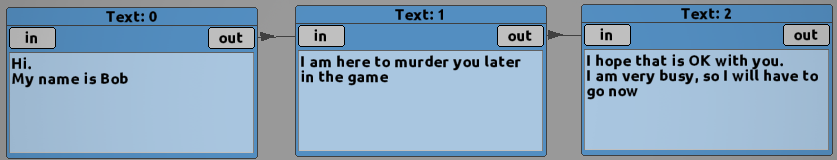 Text: 0
in
out
Hi.
My name is Bob
Text: 1
in
out
I am here to murder you later
in the game
Text: 2
in
out
I hope that is OK with you.
I am very busy, so I will have to
go now